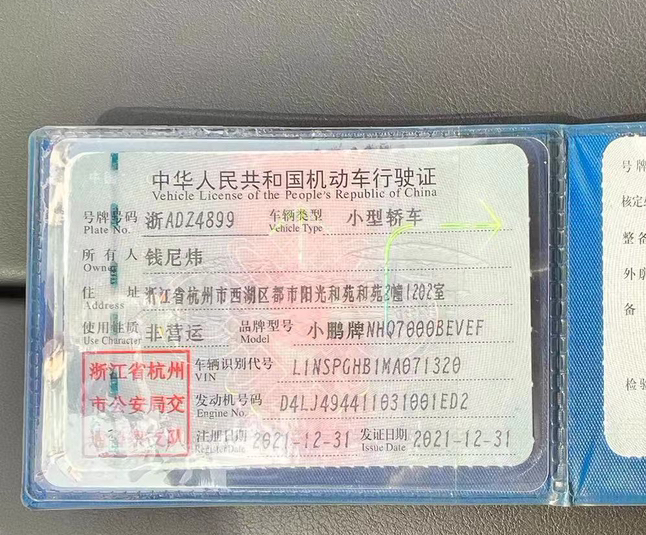 中华人民共和国机动车行驶证
Vehicle License of the People's Republic of China
号牌号码 浙ADZ4899 车辆类型 小型轿车
Plate No. Vehicle Type
所有人 钱尼炜
Owner
住址 浙江省杭州市西湖区都市阳光和苑和苑2幢1202室
Address
使用性质 非营运 品牌型号 小鹏牌NHQ7000BEVEF
Use Character Model
浙江省杭州
市公安局交
支队
车辆识别代号 L1NSPGHB1MA071320
VIN
发动机号码 D4LJ494411031001ED2
Engine No.
注册日期 2021-12-31 发证日期 2021-12-31
Register Date Issue Date
号牌
核定
整备
外廓
备
检验